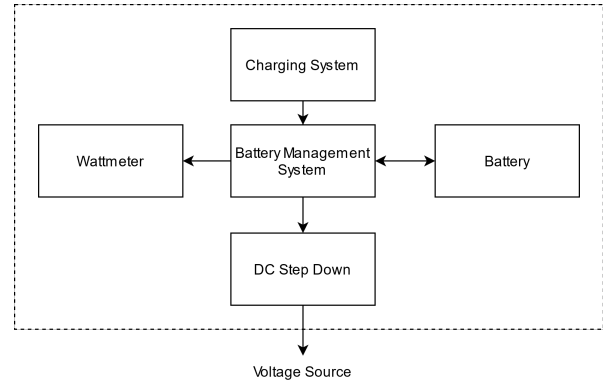 Charging System
Wattmeter
Battery Management
System
Battery
DC Step Down
Voltage Source